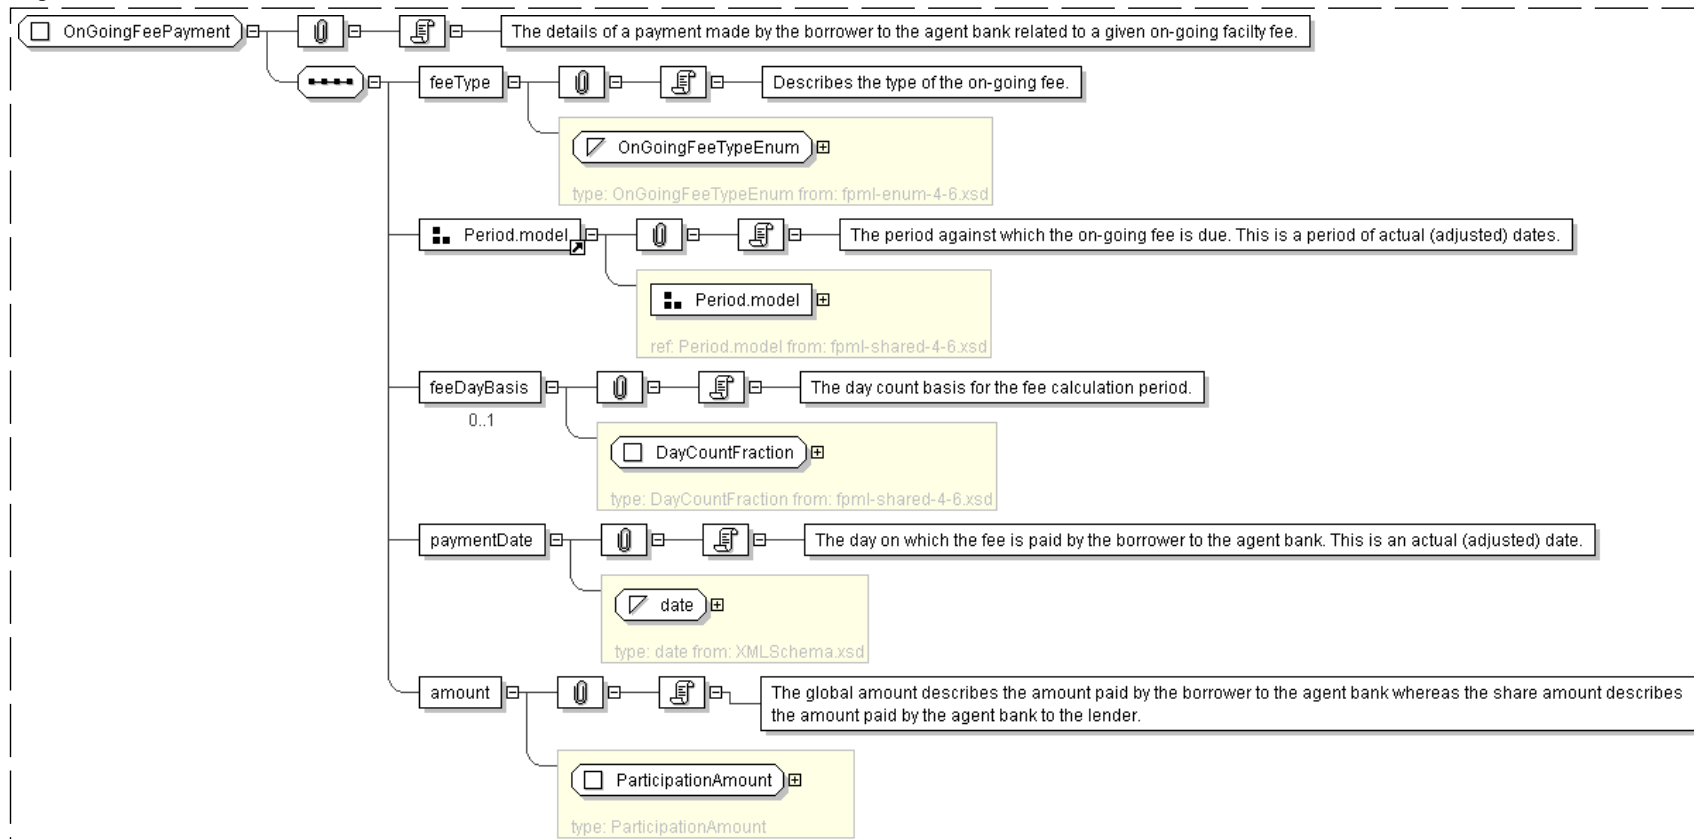 OnGoingFeePayment
The details of a payment made by the borrower to the agent bank related to a given on-going facilty fee.
feeType
Describes the type of the on-going fee.
OnGoingFeeTypeEnum
type: OnGoingFeeTypeEnum from: fpml-enum-4-6.xsd
Period.model
The period against which the on-going fee is due. This is a period of actual (adjusted) dates.
Period.model
ref: Period.model from: fpml-shared-4-6.xsd
feeDayBasis
The day count basis for the fee calculation period.
0..1
DayCountFraction
type: DayCountFraction from: fpml-shared-4-6.xsd
paymentDate
The day on which the fee is paid by the borrower to the agent bank. This is an actual (adjusted) date.
date
type: date from: XMLSchema.xsd
amount
The global amount describes the amount paid by the borrower to the agent bank whereas the share amount describes
the amount paid by the agent bank to the lender.
ParticipationAmount
type: ParticipationAmount